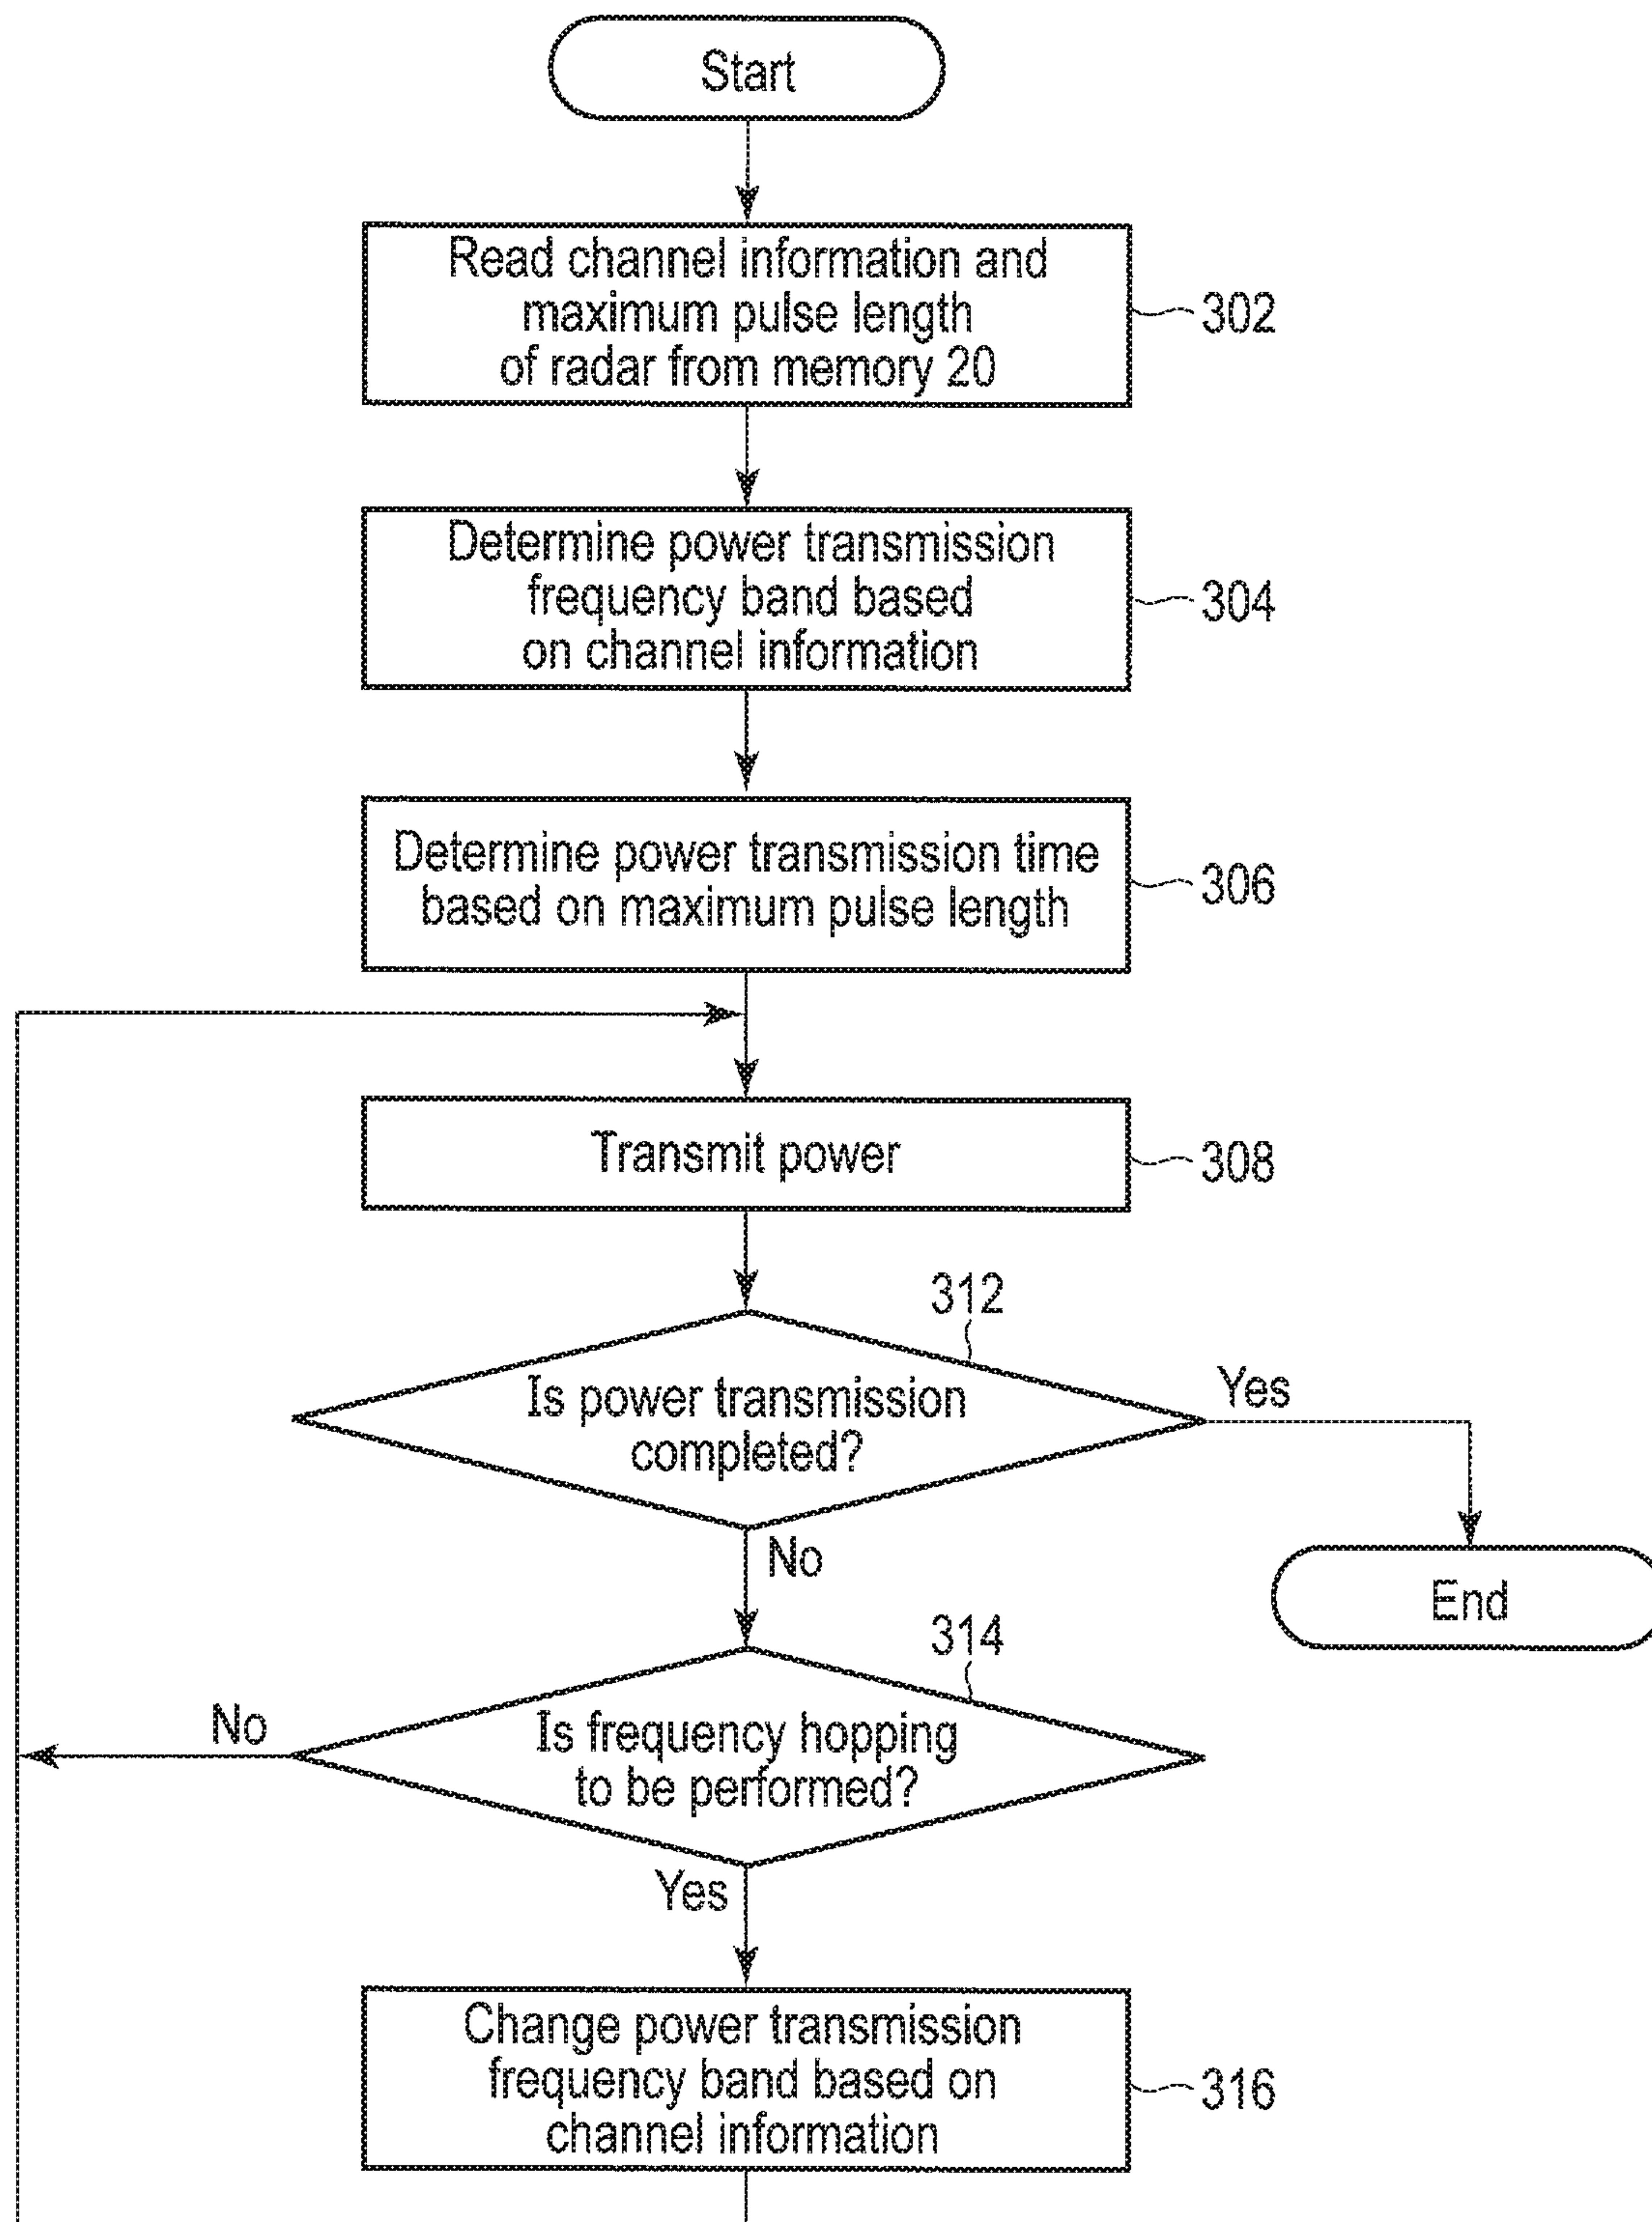 Start
Read channel information and
maximum pulse length
of radar from memory 20
302
Determine power transmission
frequency band based
on channel information
304
Determine power transmission time
based on maximum pulse length
306
Transmit power
308
312
Is power transmission
completed?
Yes
No
End
314
Is frequency hopping
to be performed?
No
Yes
Change power transmission
frequency band based on
channel information
316